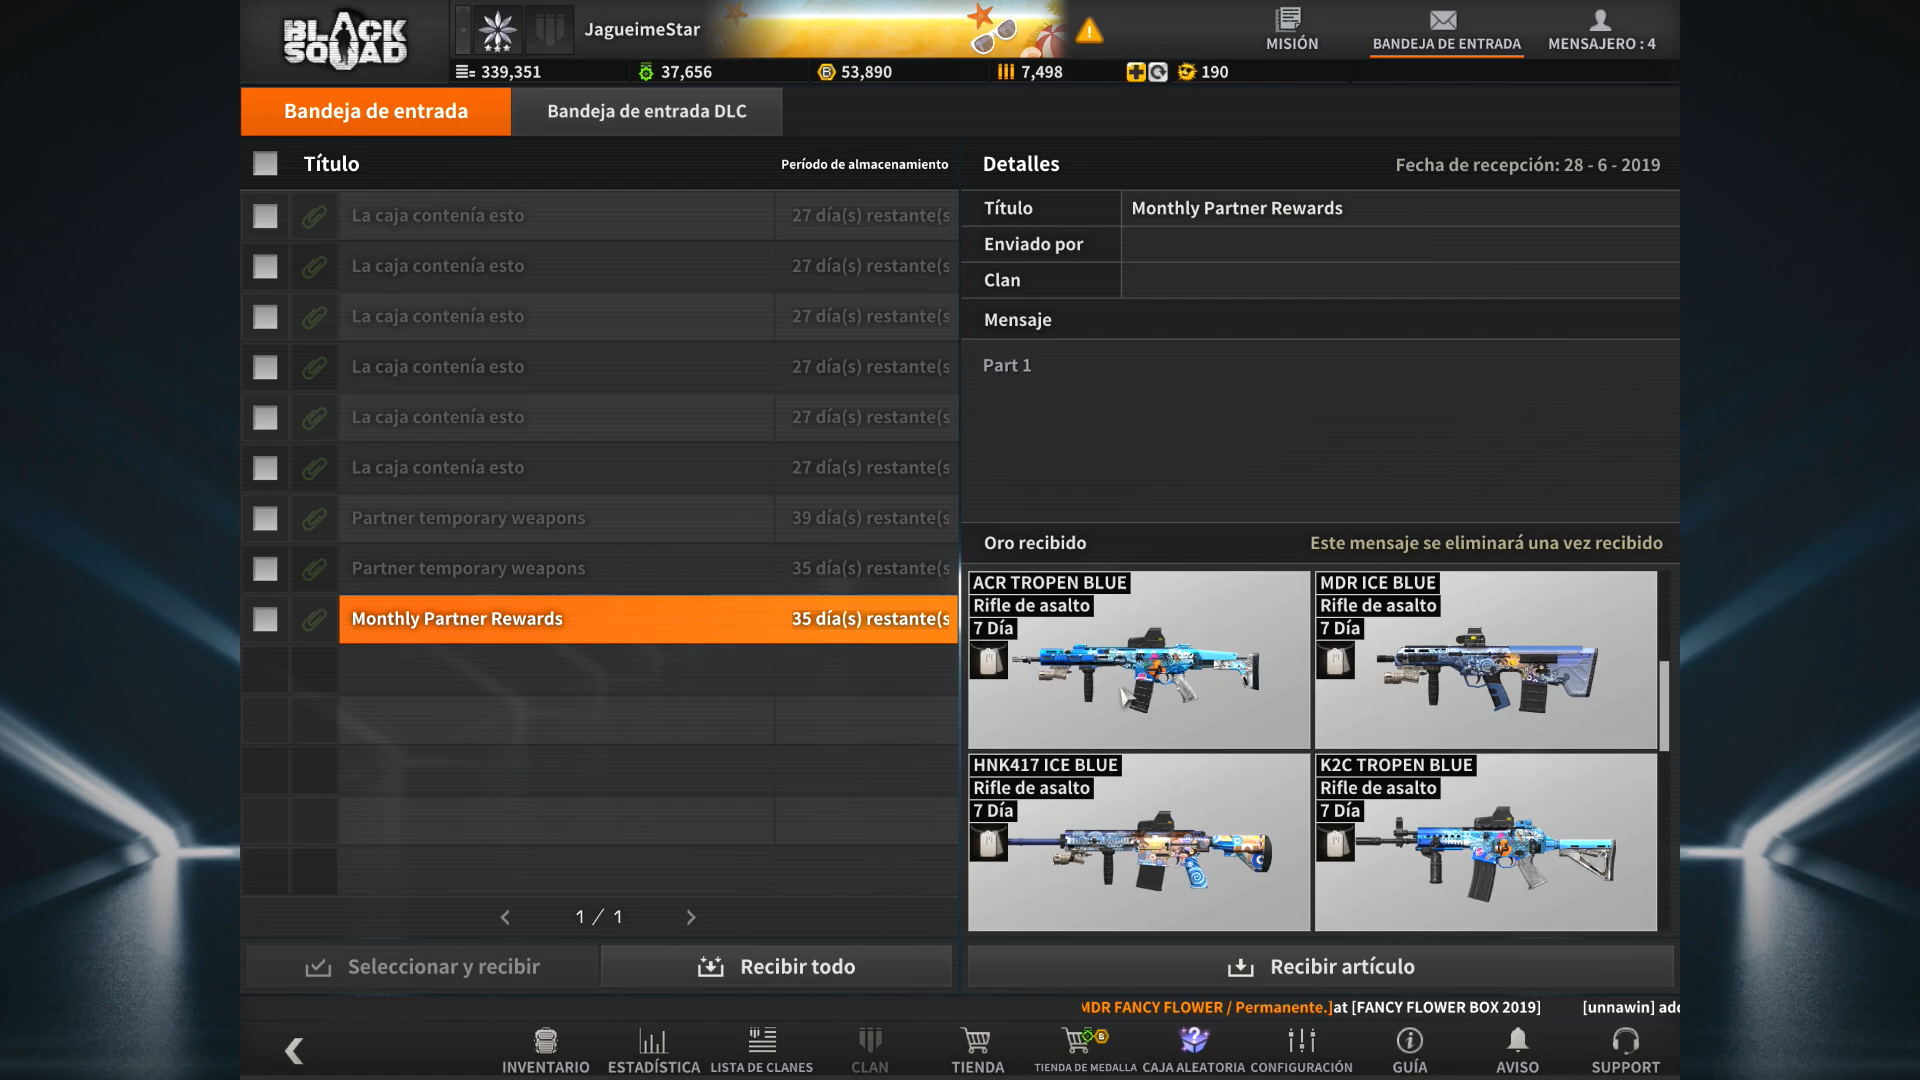 BLACK SQUAD
JagueimeStar
MISIÓN
BANDEJA DE ENTRADA
MENSAJERO : 4
339,351
37,656
53,890
7,498
190
Bandeja de entrada
Bandeja de entrada DLC
Título
Período de almacenamiento
La caja contenía esto
27 día(s) restante(s
La caja contenía esto
27 día(s) restante(s
La caja contenía esto
27 día(s) restante(s
La caja contenía esto
27 día(s) restante(s
La caja contenía esto
27 día(s) restante(s
La caja contenía esto
27 día(s) restante(s
Partner temporary weapons
39 día(s) restante(s
Partner temporary weapons
35 día(s) restante(s
Monthly Partner Rewards
35 día(s) restante(s
1 / 1
Seleccionar y recibir
Recibir todo
Detalles
Fecha de recepción: 28 - 6 - 2019
Título
Monthly Partner Rewards
Enviado por
Clan
Mensaje
Part 1
Oro recibido
Este mensaje se eliminará una vez recibido
ACR TROPEN BLUE
Rifle de asalto
7 Día
MDR ICE BLUE
Rifle de asalto
7 Día
HNK417 ICE BLUE
Rifle de asalto
7 Día
K2C TROPEN BLUE
Rifle de asalto
7 Día
Recibir artículo
MDR FANCY FLOWER / Permanente.]at [FANCY FLOWER BOX 2019]
[unnawin] adq
INVENTARIO
ESTADÍSTICA
LISTA DE CLANES
CLAN
TIENDA
TIENDA DE MEDALLA
CAJA ALEATORIA
CONFIGURACIÓN
GUÍA
AVISO
SUPPORT